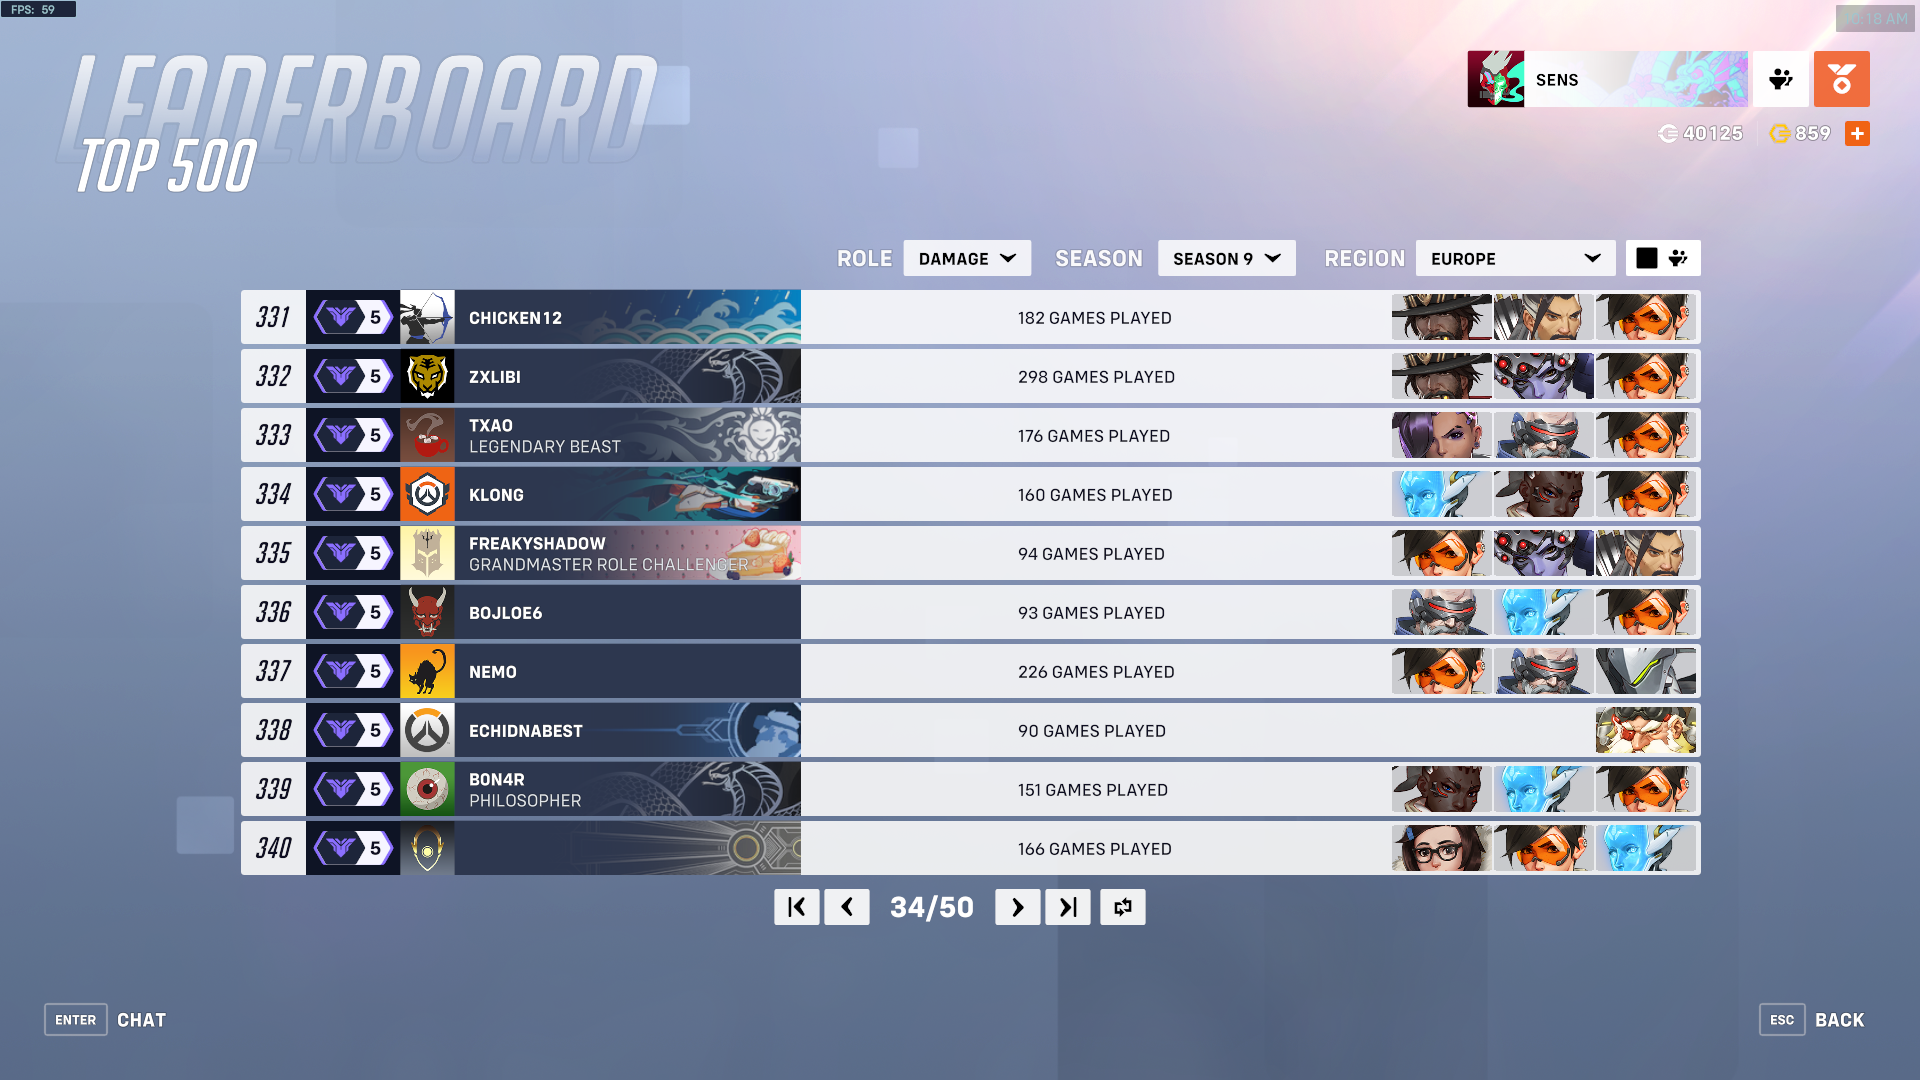 FPS: 59
LEADERBOARD
TOP 500
SENS
40125
859
ROLE DAMAGE SEASON SEASON 9 REGION EUROPE
331 5 CHICKEN12 182 GAMES PLAYED
332 5 ZXLIBI 298 GAMES PLAYED
333 5 TXAO 176 GAMES PLAYED
LEGENDARY BEAST
334 5 KLONG 160 GAMES PLAYED
335 5 FREAKYSHADOW 94 GAMES PLAYED
GRANDMASTER ROLE CHALLENGER
336 5 BOJLOE6 93 GAMES PLAYED
337 5 NEMO 226 GAMES PLAYED
338 5 ECHIDNABEST 90 GAMES PLAYED
339 5 B0N4R 151 GAMES PLAYED
PHILOSOPHER
340 5 166 GAMES PLAYED
34/50
ENTER CHAT
ESC BACK